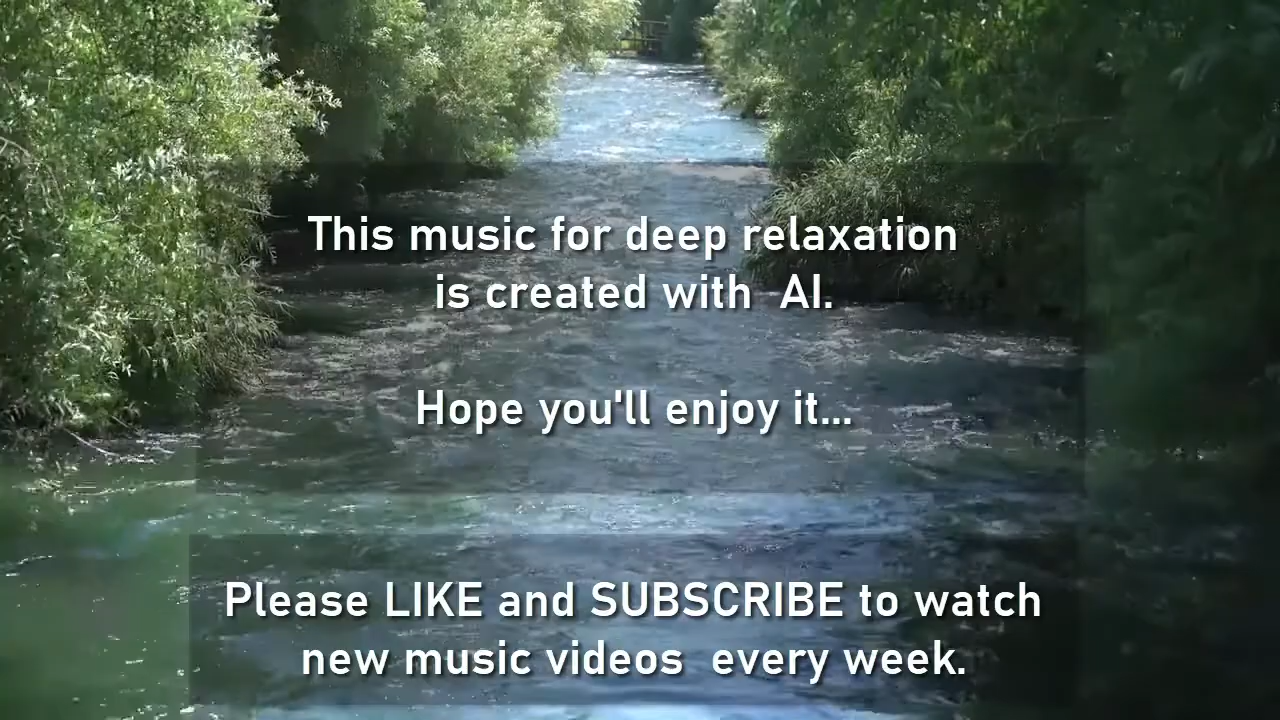 This music for deep relaxation
is created with  AI.
Hope you'll enjoy it...
Please LIKE and SUBSCRIBE to watch
new music videos  every week.